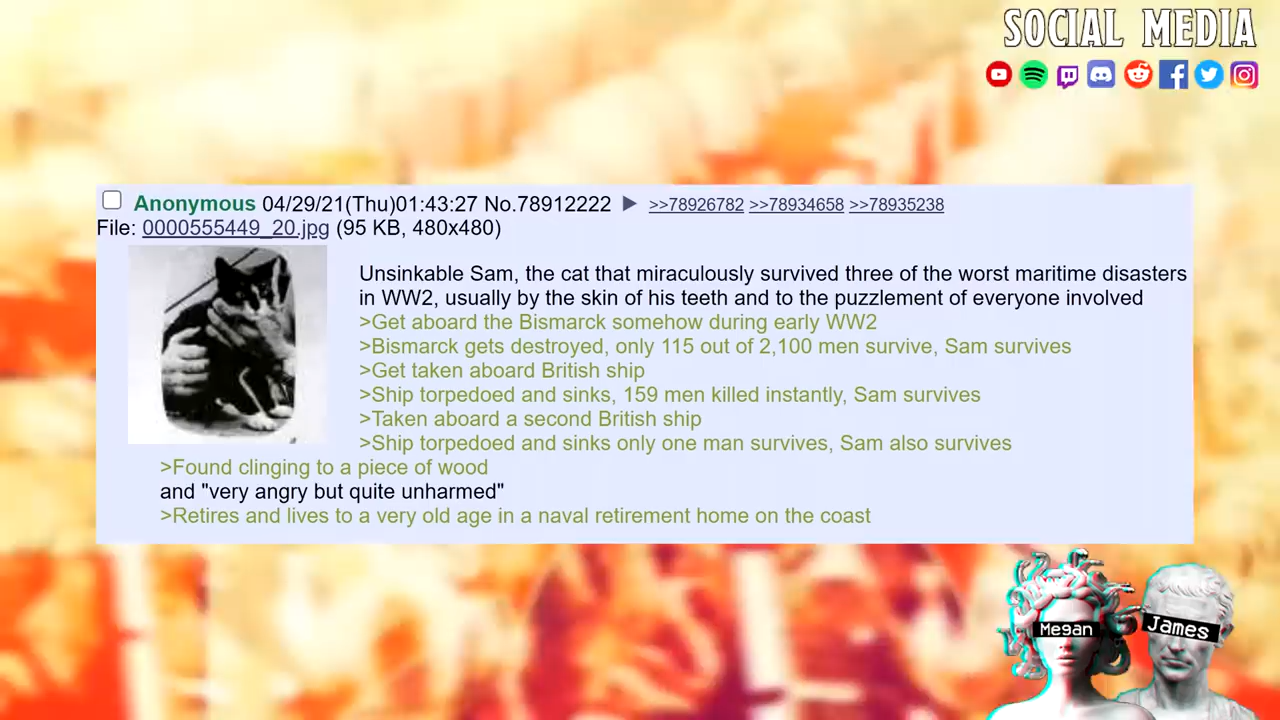 SOCIAL MEDIA
Anonymous 04/29/21(Thu)01:43:27 No.78912222 ▶ >>78926782 >>78934658 >>78935238
File: 0000555449_20.jpg (95 KB, 480x480)
Unsinkable Sam, the cat that miraculously survived three of the worst maritime disasters
in WW2, usually by the skin of his teeth and to the puzzlement of everyone involved
>Get aboard the Bismarck somehow during early WW2
>Bismarck gets destroyed, only 115 out of 2,100 men survive, Sam survives
>Get taken aboard British ship
>Ship torpedoed and sinks, 159 men killed instantly, Sam survives
>Taken aboard a second British ship
>Ship torpedoed and sinks only one man survives, Sam also survives
>Found clinging to a piece of wood
and "very angry but quite unharmed"
>Retires and lives to a very old age in a naval retirement home on the coast
Megan
James